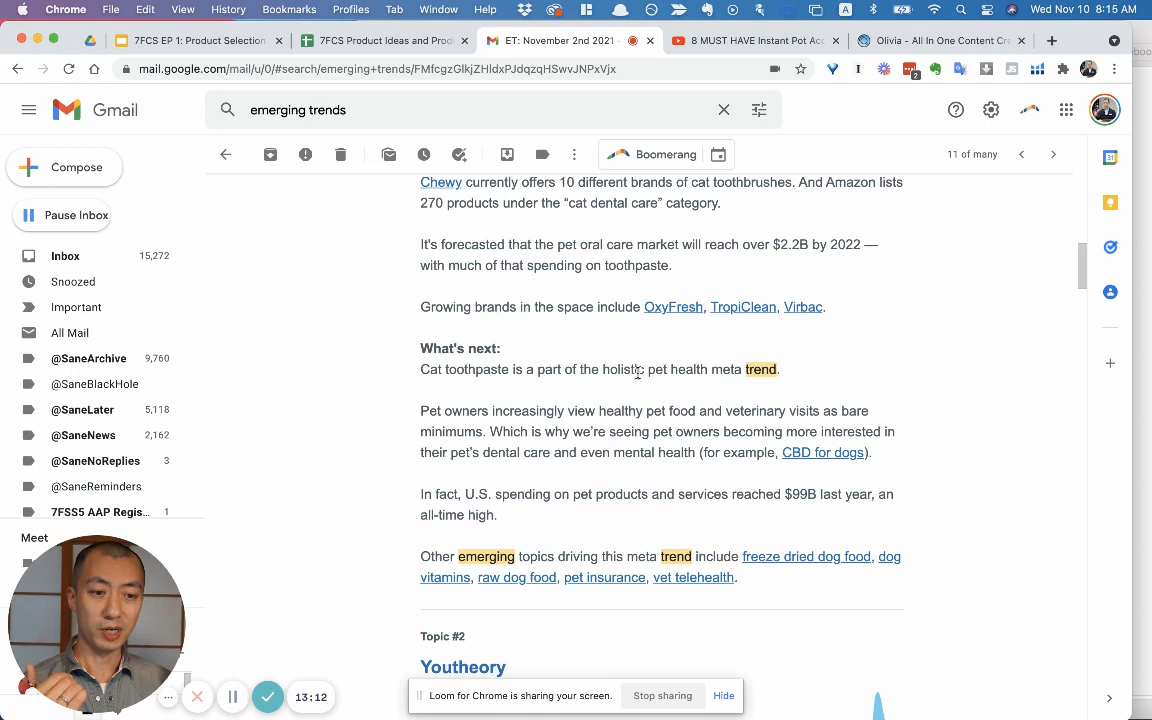 Chrome File Edit View History Bookmarks Profiles Tab Window Help A Wed Nov 10 8:15 AM
7FCS EP 1: Product Selection 7FCS Product Ideas and Prod ET: November 2nd 2021 - 8 MUST HAVE Instant Pot Acc Olivia - All In One Content Cre
mail.google.com/mail/u/0/#search/emerging+trends/FMfcgzGlkjZHldxPJdqzqHSwvJNPxVjx
Gmail
emerging trends
Boomerang
11 of many
Compose
Pause Inbox
Inbox 15,272
Snoozed
Important
All Mail
@SaneArchive 9,760
@SaneBlackHole
@SaneLater 5,118
@SaneNews 2,162
@SaneNoReplies 3
@SaneReminders
7FSS5 AAP Regis... 1
Meet
Chewy currently offers 10 different brands of cat toothbrushes. And Amazon lists
270 products under the “cat dental care” category.
It's forecasted that the pet oral care market will reach over $2.2B by 2022 —
with much of that spending on toothpaste.
Growing brands in the space include OxyFresh, TropiClean, Virbac.
What's next:
Cat toothpaste is a part of the holistic pet health meta trend.
Pet owners increasingly view healthy pet food and veterinary visits as bare
minimums. Which is why we’re seeing pet owners becoming more interested in
their pet’s dental care and even mental health (for example, CBD for dogs).
In fact, U.S. spending on pet products and services reached $99B last year, an
all-time high.
Other emerging topics driving this meta trend include freeze dried dog food, dog
vitamins, raw dog food, pet insurance, vet telehealth.
Topic #2
Youtheory
13:12
Loom for Chrome is sharing your screen. Stop sharing Hide